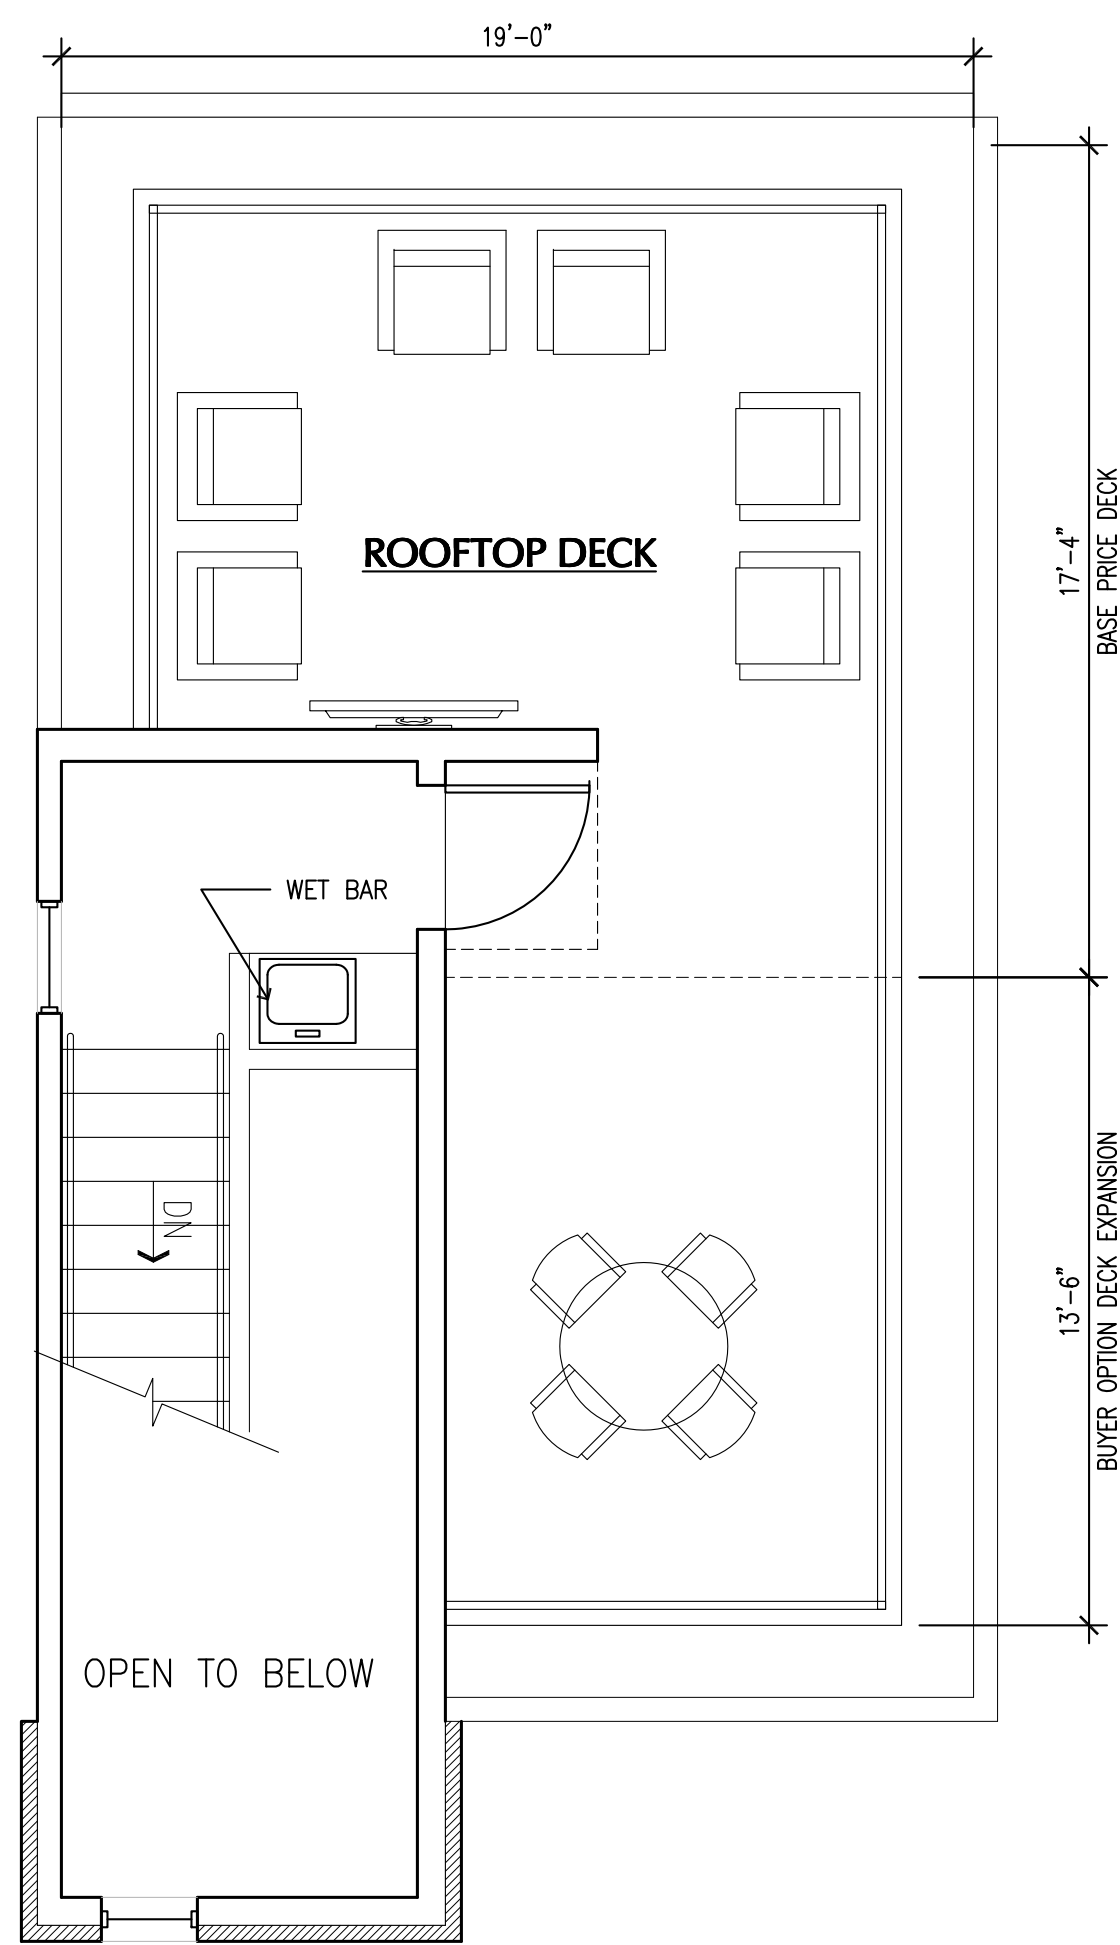 19'-0"
ROOFTOP DECK
17'-4"
BASE PRICE DECK
WET BAR
DN
13'-6"
BUYER OPTION DECK EXPANSION
OPEN TO BELOW